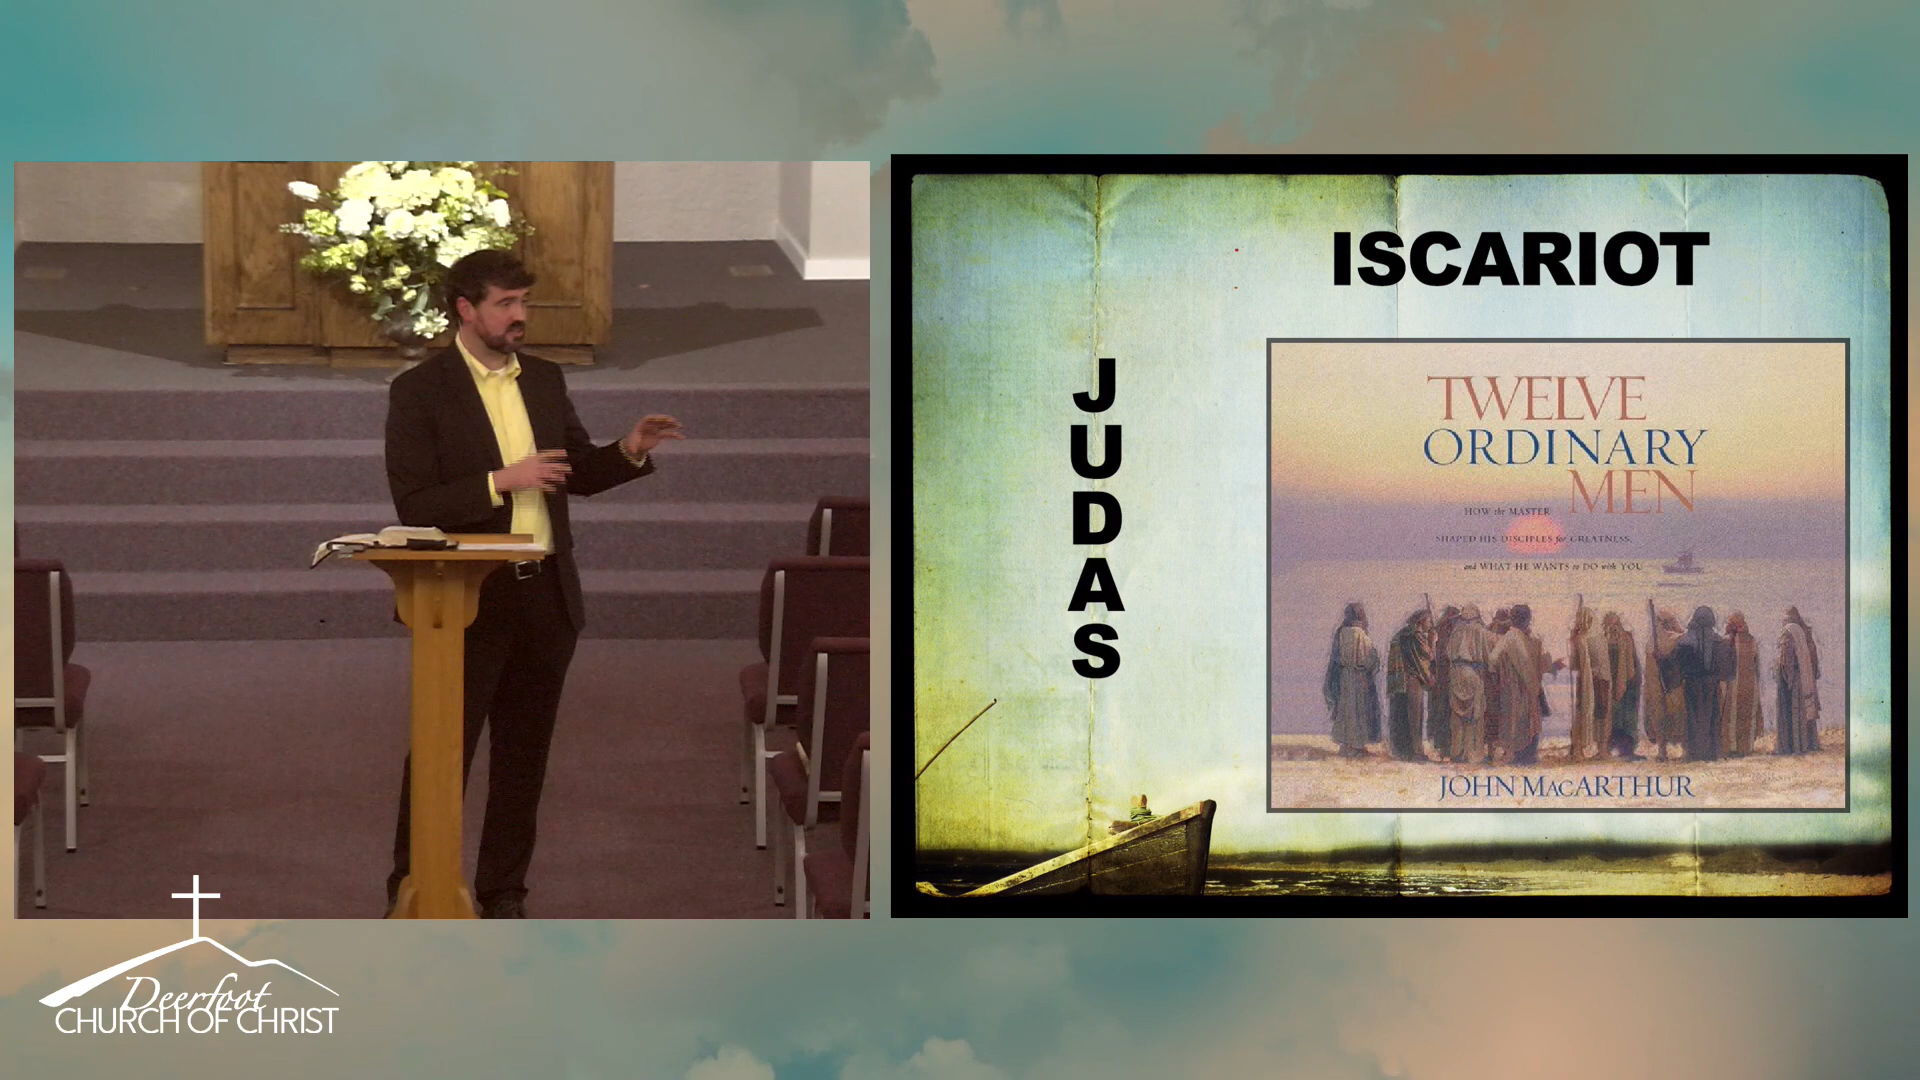 ISCARIOT
JUDAS
TWELVE
ORDINARY
MEN
HOW the MASTER
SHAPED HIS DISCIPLES for GREATNESS,
and WHAT HE WANTS to DO with YOU
JOHN MACARTHUR
Deerfoot
CHURCH OF CHRIST